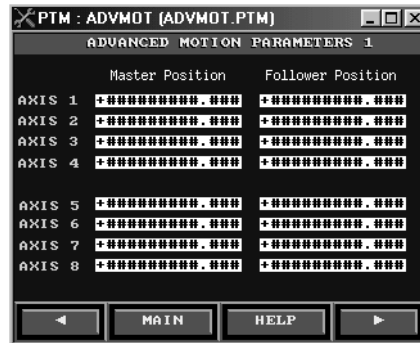 PTM : ADVMOT (ADVMOT.PTM)
ADVANCED MOTION PARAMETERS 1
Master Position Follower Position
AXIS 1 +#########.### +#########.###
AXIS 2 +#########.### +#########.###
AXIS 3 +#########.### +#########.###
AXIS 4 +#########.### +#########.###
AXIS 5 +#########.### +#########.###
AXIS 6 +#########.### +#########.###
AXIS 7 +#########.### +#########.###
AXIS 8 +#########.### +#########.###
◄ MAIN HELP ►